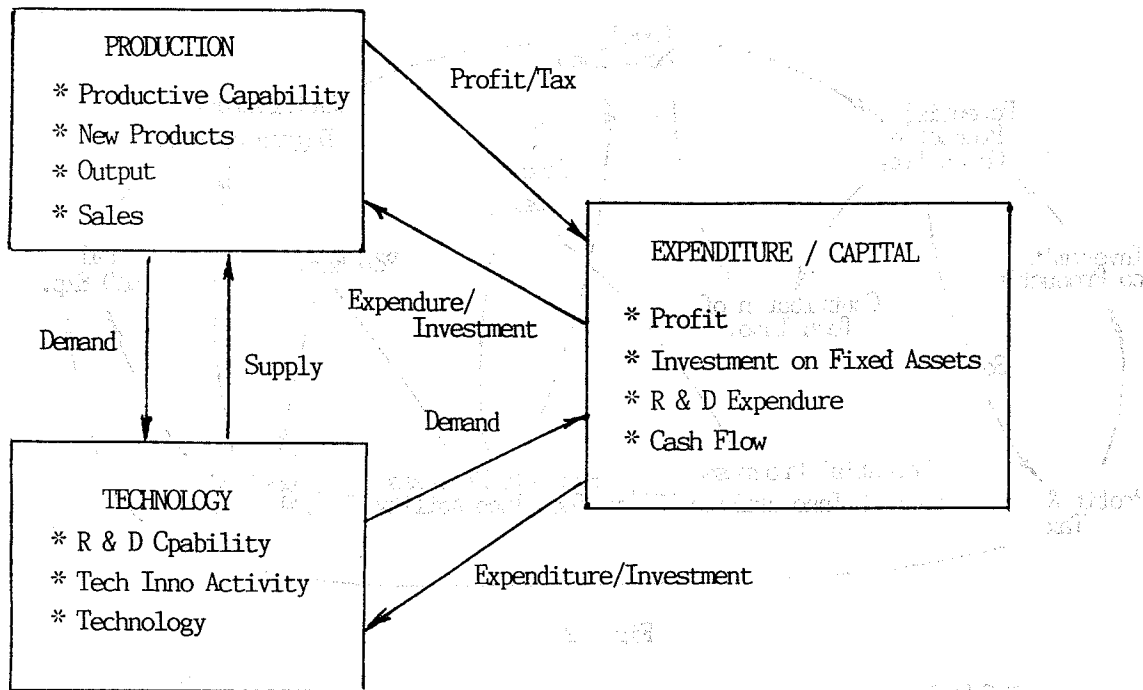 PRODUCTION
* Productive Capability
* New Products
* Output
* Sales
Profit/Tax
Expendure/
Investment
Demand
Supply
EXPENDITURE / CAPITAL
* Profit
* Investment on Fixed Assets
* R & D Expendure
* Cash Flow
Demand
TECHNOLOGY
* R & D Cpability
* Tech Inno Activity
* Technology
Expenditure/Investment